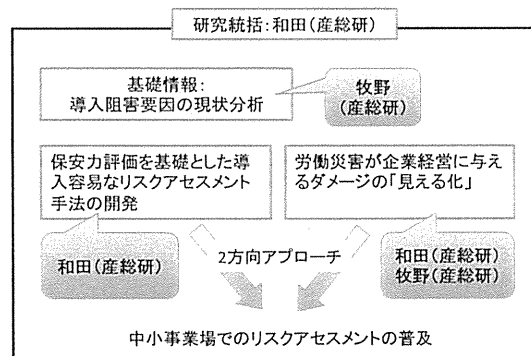 研究統括:和田(産総研)
基礎情報:
導入阻害要因の現状分析
牧野
(産総研)
保安力評価を基礎とした導
入容易なリスクアセスメント
手法の開発
労働災害が企業経営に与え
るダメージの「見える化」
和田(産総研)
2方向アプローチ
和田(産総研)
牧野(産総研)
中小事業場でのリスクアセスメントの普及